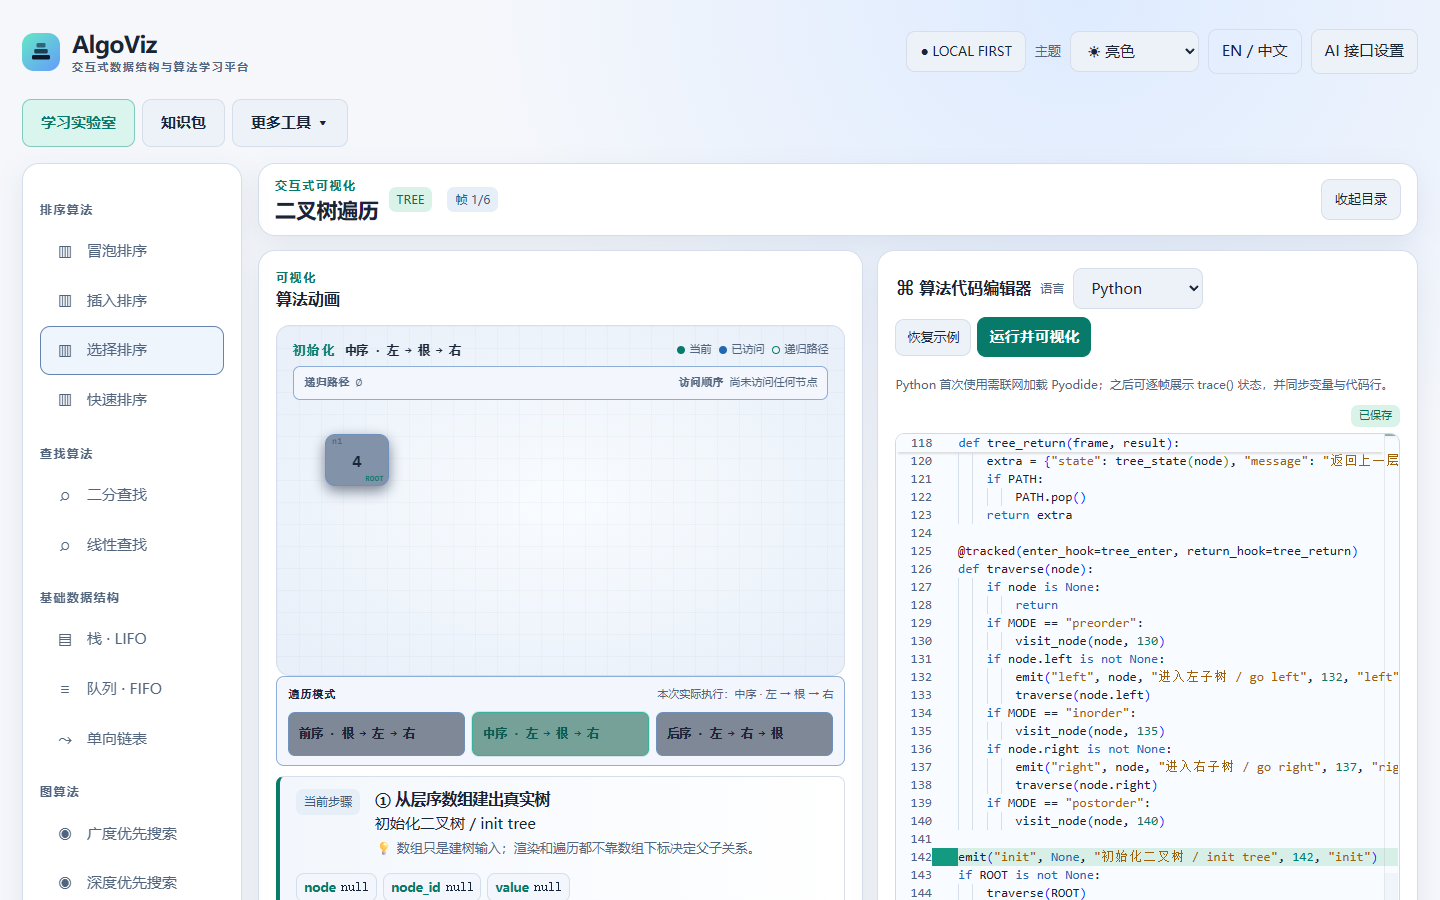 AlgoViz
交互式数据结构与算法学习平台
● LOCAL FIRST
主题
☀ 亮色
EN / 中文
AI 接口设置
学习实验室
知识包
更多工具 ▼
排序算法
冒泡排序
插入排序
选择排序
快速排序
查找算法
二分查找
线性查找
基础数据结构
栈 · LIFO
队列 · FIFO
单向链表
图算法
广度优先搜索
深度优先搜索
交互式可视化
二叉树遍历
TREE
帧 1/6
收起目录
可视化
算法动画
初始化 中序 · 左 → 根 → 右
当前 已访问 递归路径
递归路径 ∅
访问顺序 尚未访问任何节点
n1
4
ROOT
遍历模式
本次实际执行：中序 · 左 → 根 → 右
前序 · 根 → 左 → 右
中序 · 左 → 根 → 右
后序 · 左 → 右 → 根
当前步骤
① 从层序数组建出真实树
初始化二叉树 / init tree
💡 数组只是建树输入；渲染和遍历都不靠数组下标决定父子关系。
node null
node_id null
value null
⌘ 算法代码编辑器
语言
Python
恢复示例
运行并可视化
Python 首次使用需联网加载 Pyodide；之后可逐帧展示 trace() 状态，并同步变量与代码行。
已保存
118 def tree_return(frame, result):
120 extra = {"state": tree_state(node), "message": "返回上一层
121 if PATH:
122 PATH.pop()
123 return extra
124
125 @tracked(enter_hook=tree_enter, return_hook=tree_return)
126 def traverse(node):
127 if node is None:
128 return
129 if MODE == "preorder":
130 visit_node(node, 130)
131 if node.left is not None:
132 emit("left", node, "进入左子树 / go left", 132, "left"
133 traverse(node.left)
134 if MODE == "inorder":
135 visit_node(node, 135)
136 if node.right is not None:
137 emit("right", node, "进入右子树 / go right", 137, "rig
138 traverse(node.right)
139 if MODE == "postorder":
140 visit_node(node, 140)
141
142 emit("init", None, "初始化二叉树 / init tree", 142, "init")
143 if ROOT is not None:
144 traverse(ROOT)